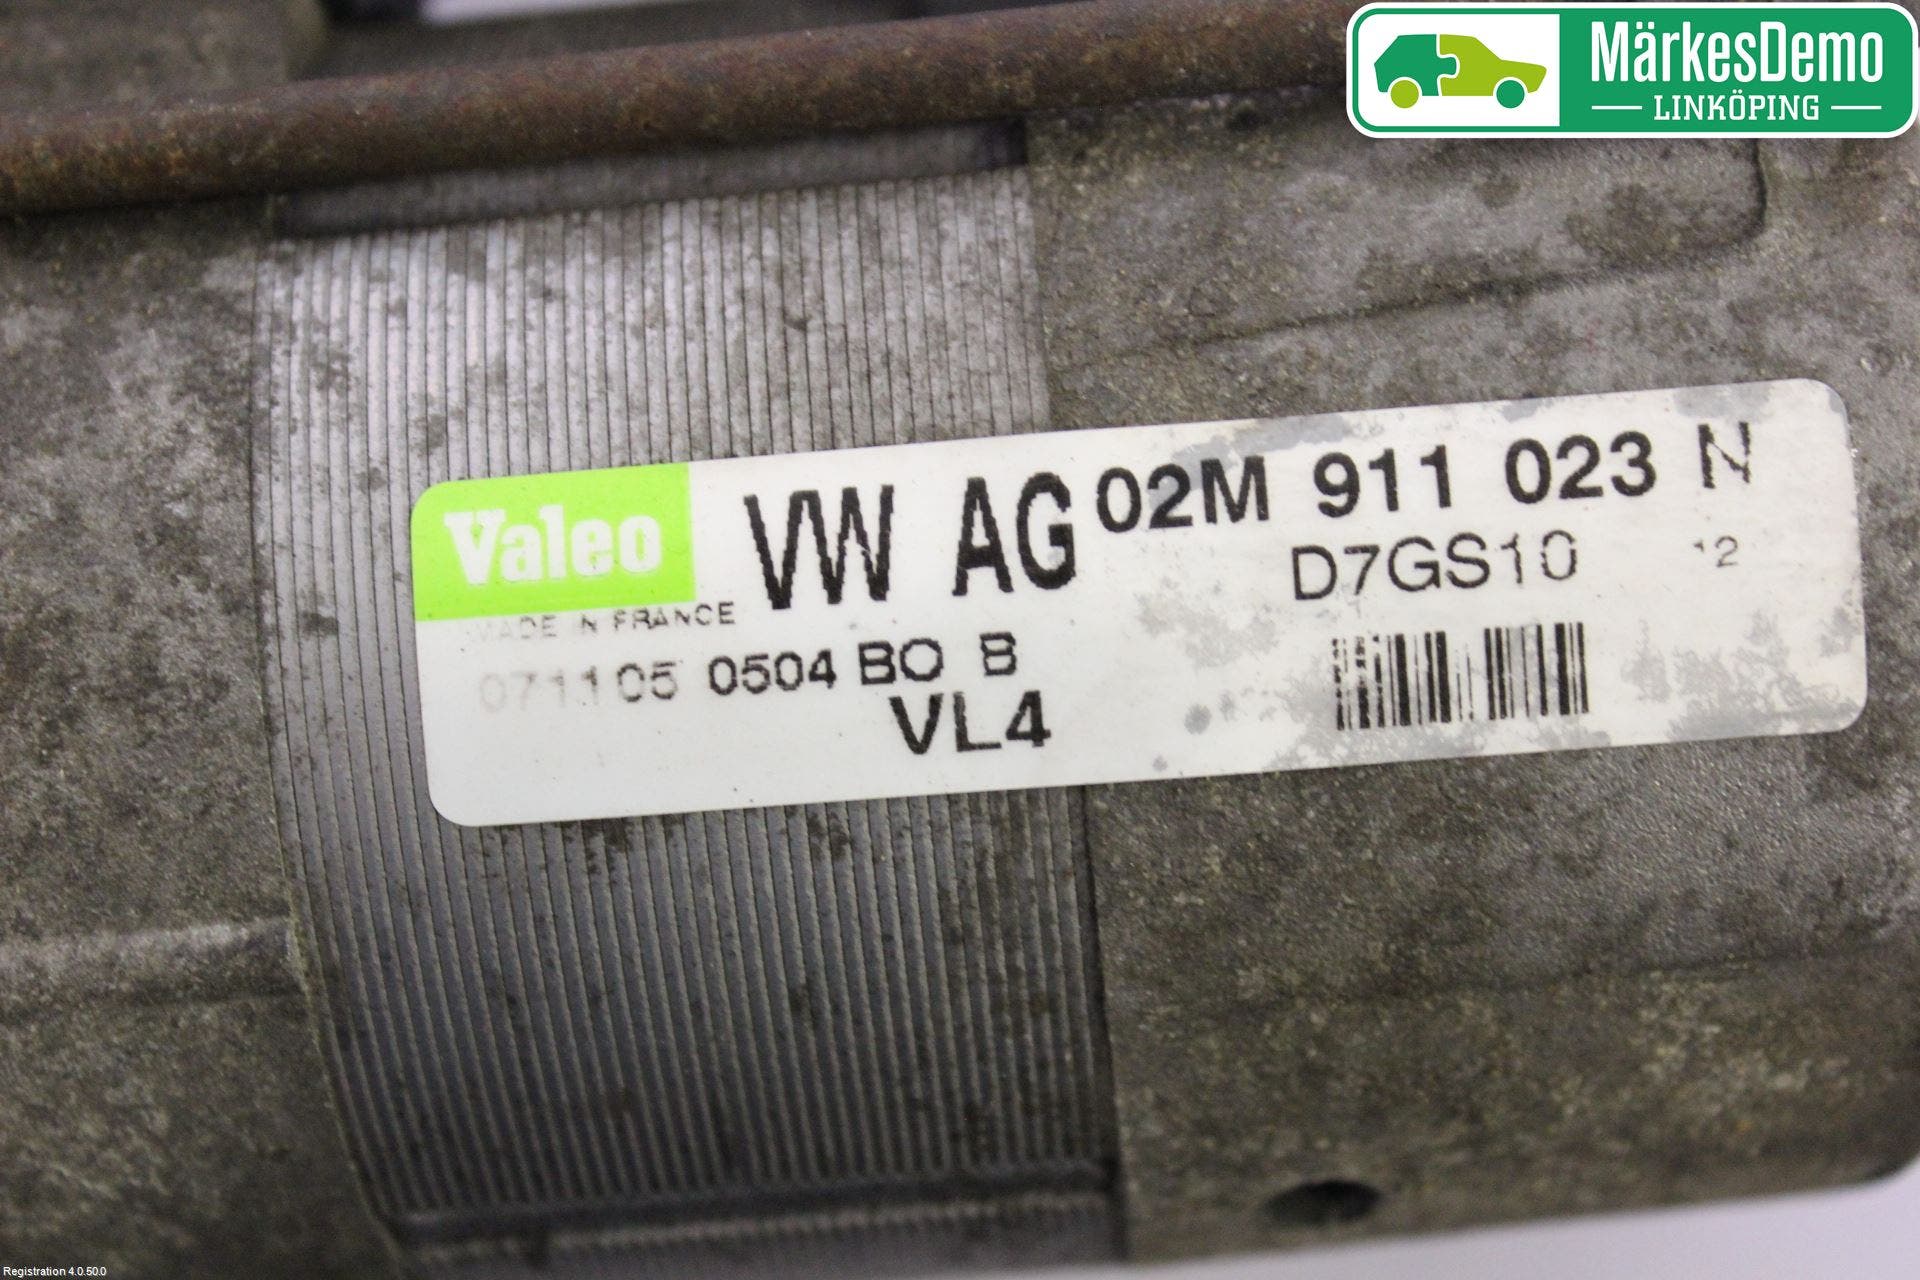 MärkesDemo
LINKÖPING
Valeo VW AG 02M 911 023 N
D7GS10 12
MADE IN FRANCE
071105 0504 BO B
VL4
Registration 4.0.50.0